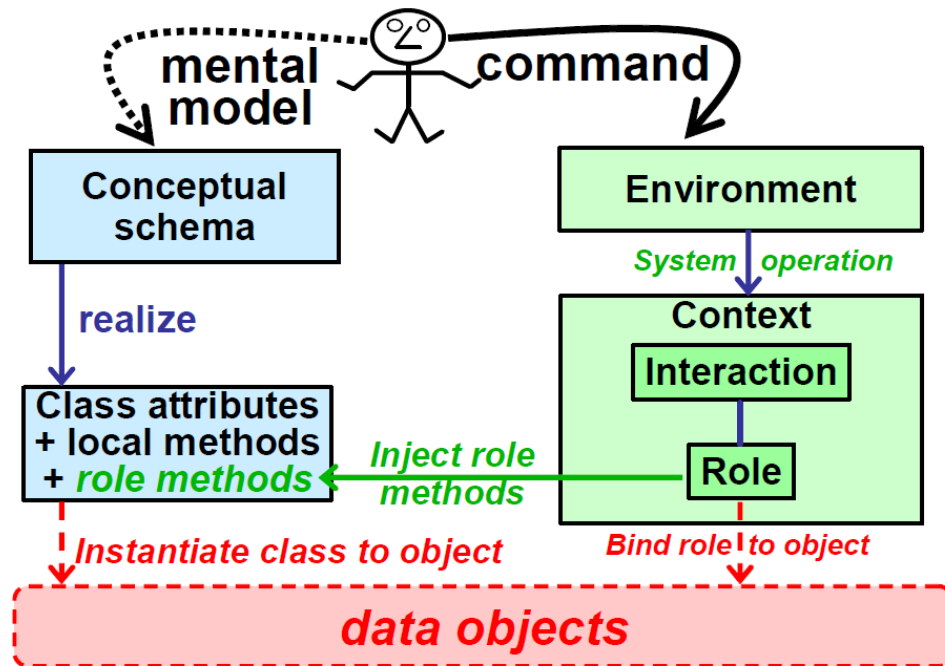 mental
model
command
Conceptual
schema
Environment
System operation
realize
Context
Interaction
Class attributes
+ local methods
+ role methods
Inject role
methods
Role
Instantiate class to object
Bind role to object
data objects